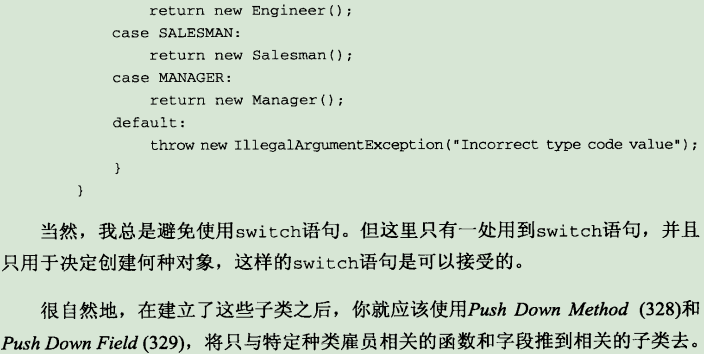 return new Engineer();
case SALESMAN:
return new Salesman();
case MANAGER:
return new Manager();
default:
throw new IllegalArgumentException("Incorrect type code value");
}
}
当然，我总是避免使用switch语句。但这里只有一处用到switch语句，并且
只用于决定创建何种对象，这样的switch语句是可以接受的。
很自然地，在建立了这些子类之后，你就应该使用Push Down Method (328)和
Push Down Field (329)，将只与特定种类雇员相关的函数和字段推到相关的子类去。